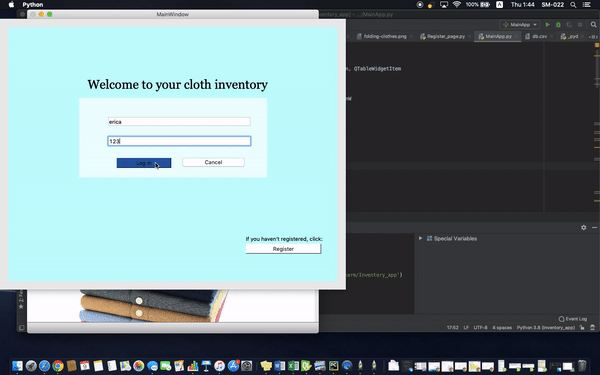 Python
100%
Thu 1:44
SM-022
MainWindow
MainApp.py
folding-clothes.png
Register_page.py
MainApp.py
db.csv
Welcome to your cloth inventory
erica
123
Log in
Cancel
If you haven't registered, click:
Register
QTableWidgetItem
Special Variables
Event Log
17:52 LF UTF-8 4 spaces Python 3.8 (inventory_app)